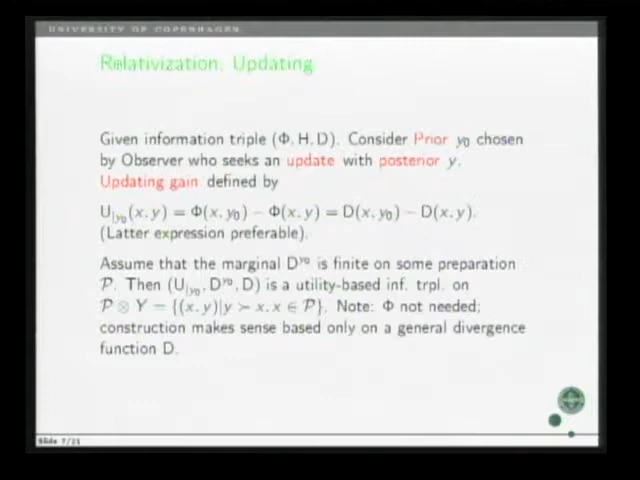 UNIVERSITY OF COPENHAGEN
Relativization, Updating
Given information triple (Φ, H, D). Consider Prior y₀ chosen
by Observer who seeks an update with posterior y.
Updating gain defined by
U|y₀(x, y) = Φ(x, y₀) − Φ(x, y) = D(x, y₀) − D(x, y).
(Latter expression preferable).
Assume that the marginal Dʸ⁰ is finite on some preparation
𝒫. Then (U|y₀, Dʸ⁰, D) is a utility-based inf. trpl. on
𝒫 ⊗ Y = {(x, y)|y ≻ x, x ∈ 𝒫}. Note: Φ not needed;
construction makes sense based only on a general divergence
function D.
Slide 7/21